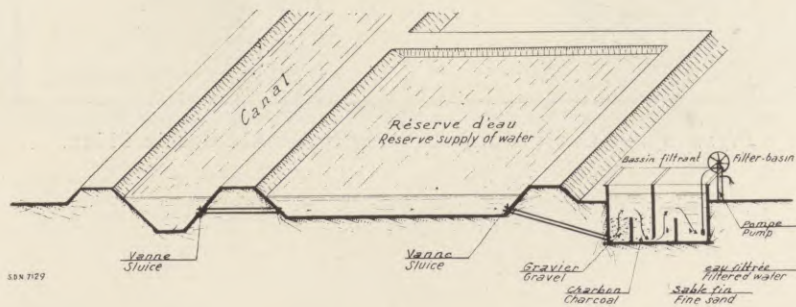 Canal
Réserve d'eau
Reserve supply of water
Bassin filtrant
Filter-basin
Pompe
Pump
Vanne
Sluice
Vanne
Sluice
Gravier
Gravel
Charbon
Charcoal
Sable fin
Fine sand
eau filtrée
Filtered water
S.D.N. 7129